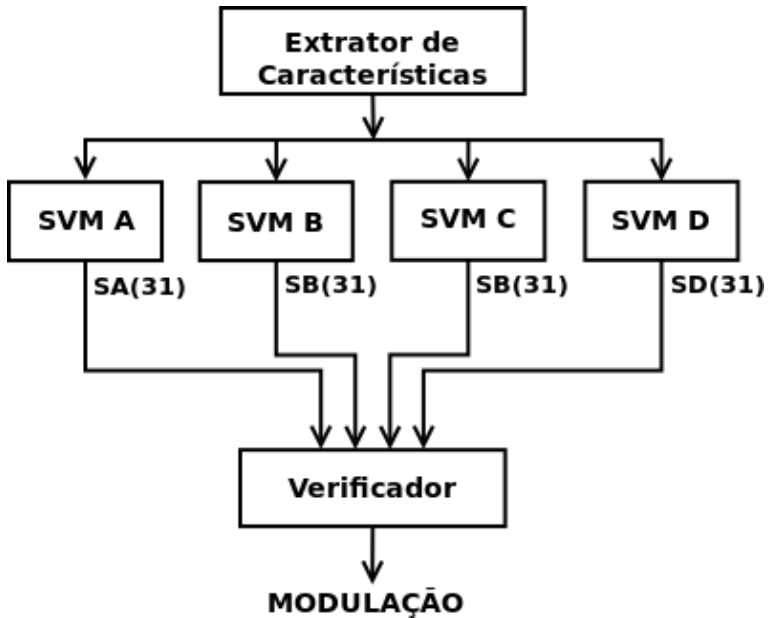 Extrator de
Características
SVM A
SVM B
SVM C
SVM D
SA(31)
SB(31)
SB(31)
SD(31)
Verificador
MODULAÇÃO